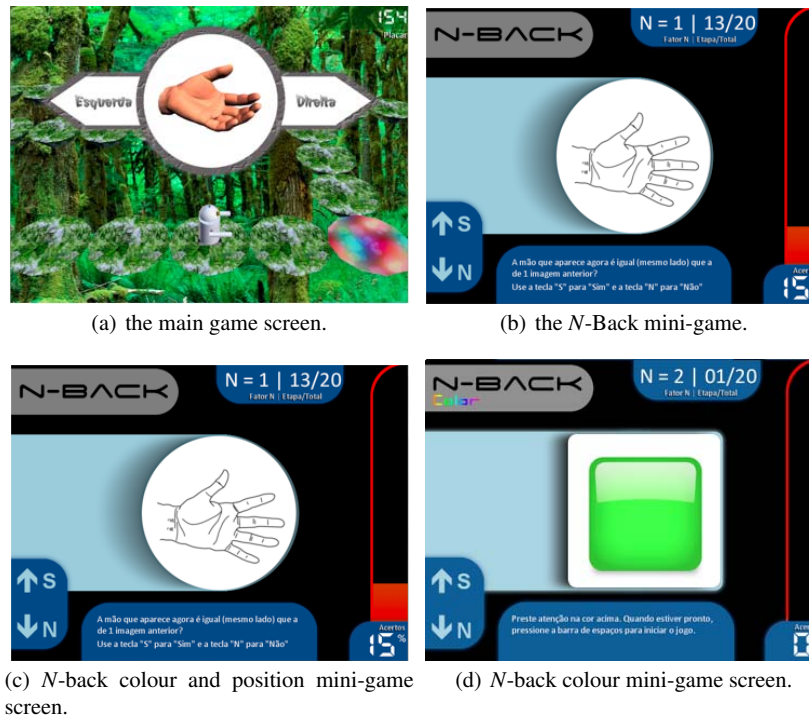 154
Placar
Esquerda
Direita
(a) the main game screen.
N-BACK
N = 1 | 13/20
Fator N | Etapa/Total
S
N
A mão que aparece agora é igual (mesmo lado) que a
de 1 imagem anterior?
Use a tecla "S" para "Sim" e a tecla "N" para "Não"
Acer
15
(b) the N-Back mini-game.
N-BACK
N = 1 | 13/20
Fator N | Etapa/Total
S
N
A mão que aparece agora é igual (mesmo lado) que a
de 1 imagem anterior?
Use a tecla "S" para "Sim" e a tecla "N" para "Não"
Acertos
15 %
(c) N-back colour and position mini-game
screen.
N-BACK
Color
N = 2 | 01/20
Fator N | Etapa/Total
S
N
Preste atenção na cor acima. Quando estiver pronto,
pressione a barra de espaços para iniciar o jogo.
Acer
0
(d) N-back colour mini-game screen.